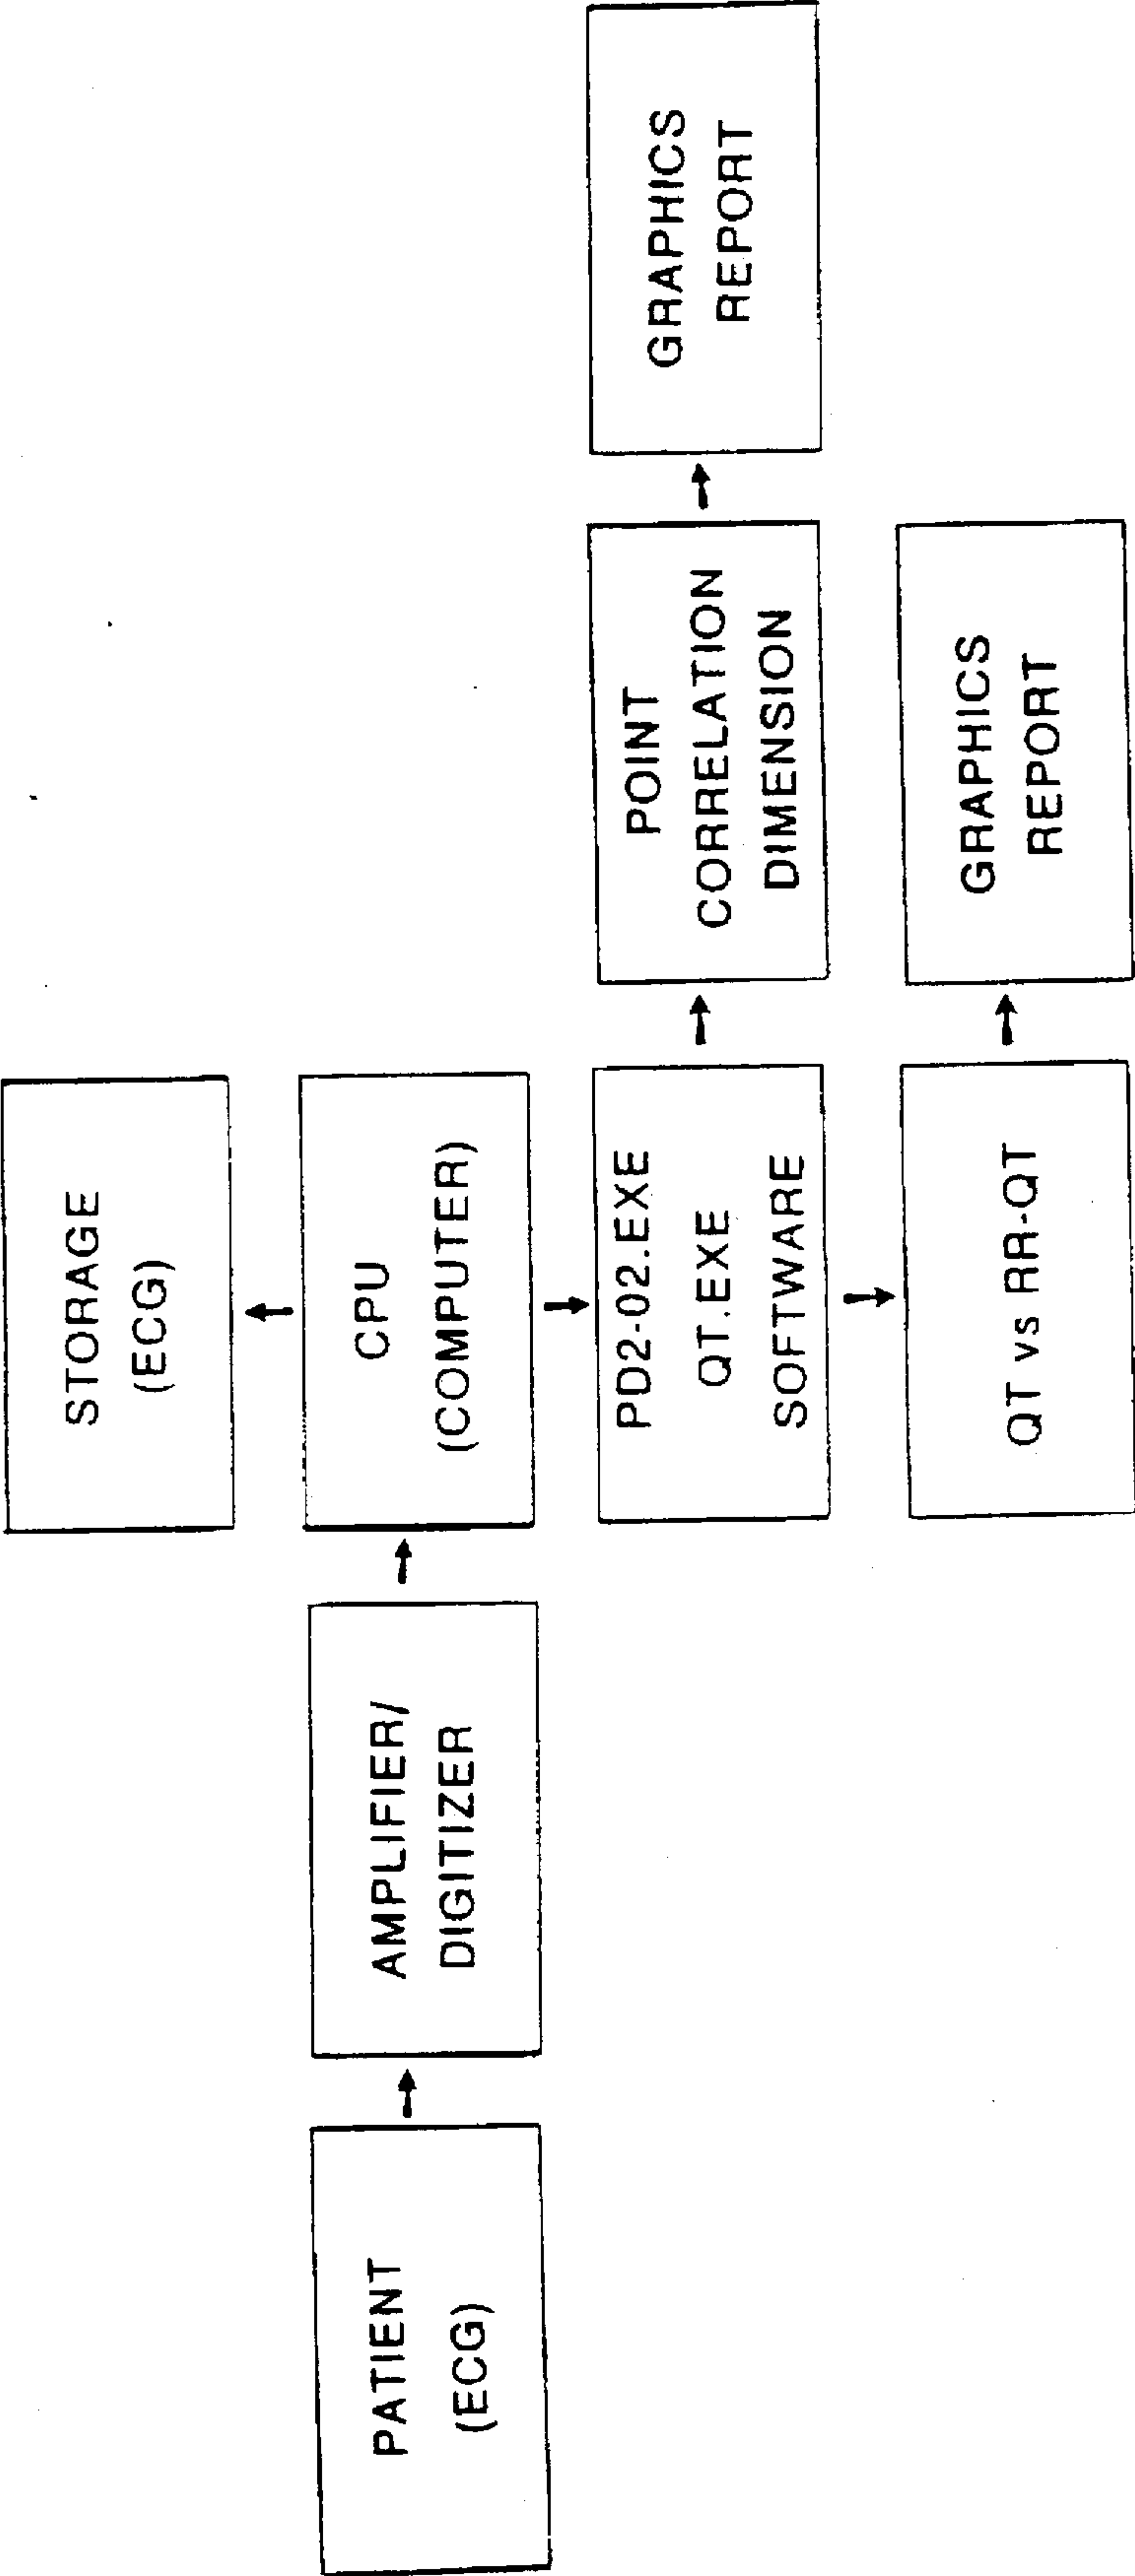 STORAGE
(ECG)
PATIENT
(ECG)
AMPLIFIER/
DIGITIZER
CPU
(COMPUTER)
PD2-02.EXE
QT.EXE
SOFTWARE
POINT
CORRELATION
DIMENSION
GRAPHICS
REPORT
QT vs RR-QT
GRAPHICS
REPORT